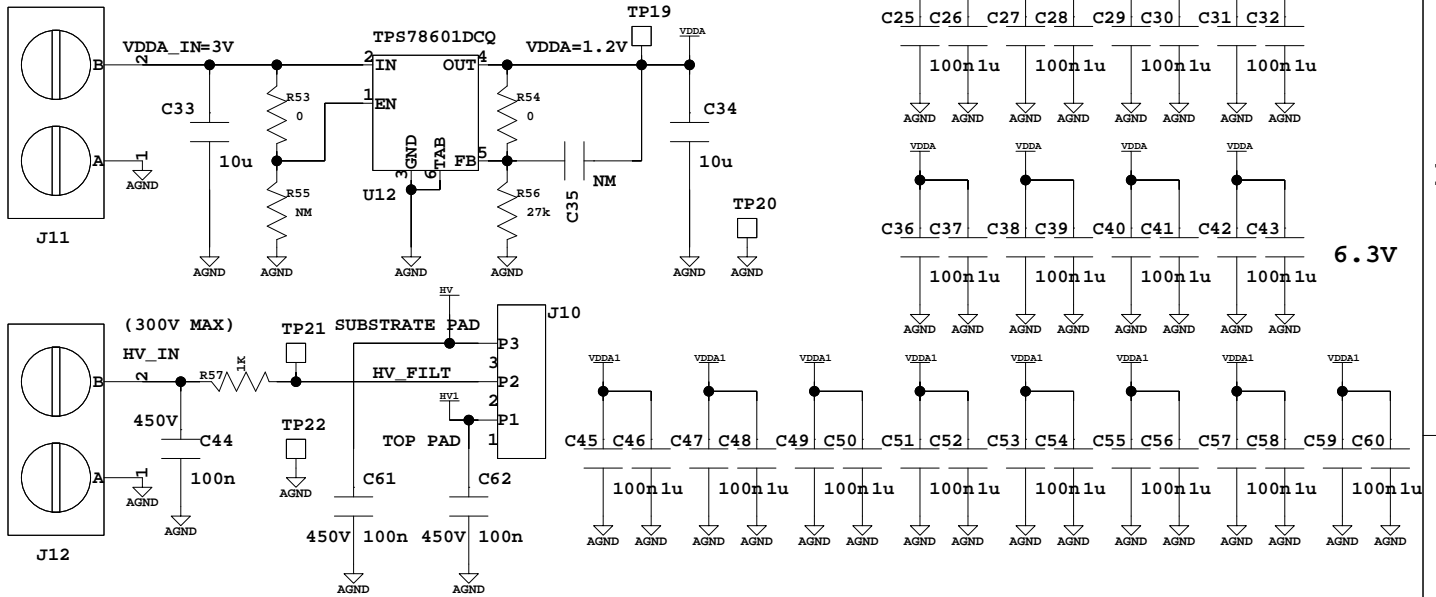 TP19
TPS78601DCQ
VDDA_IN=3V
VDDA=1.2V
VDDA
B
2
2 IN
OUT 4
1 EN
R53
0
R54
0
C33
10u
C34
10u
A
1
AGND
GND
3
TAB
6
FB 5
U12
C35
NM
R55
NM
R56
27k
TP20
J11
AGND
AGND
AGND
AGND
AGND
AGND
C25 C26 C27 C28 C29 C30 C31 C32
100n 1u 100n 1u 100n 1u 100n 1u
AGND AGND AGND AGND AGND AGND AGND AGND
VDDA VDDA VDDA VDDA
C36 C37 C38 C39 C40 C41 C42 C43
6.3V
100n 1u 100n 1u 100n 1u 100n 1u
AGND AGND AGND AGND AGND AGND AGND AGND
(300V MAX)
HV_IN
B
2
R57
1K
TP21
SUBSTRATE PAD
HV
J10
P3
3
HV_FILT
P2
2
HV1
P1
1
TOP PAD
TP22
AGND
450V
C44
100n
A
1
AGND
AGND
J12
C61
450V 100n
AGND
C62
450V 100n
AGND
VDDA1 VDDA1 VDDA1 VDDA1 VDDA1 VDDA1 VDDA1 VDDA1
C45 C46 C47 C48 C49 C50 C51 C52 C53 C54 C55 C56 C57 C58 C59 C60
100n 1u 100n 1u 100n 1u 100n 1u 100n 1u 100n 1u 100n 1u 100n 1u
AGND AGND AGND AGND AGND AGND AGND AGND AGND AGND AGND AGND AGND AGND AGND AGND